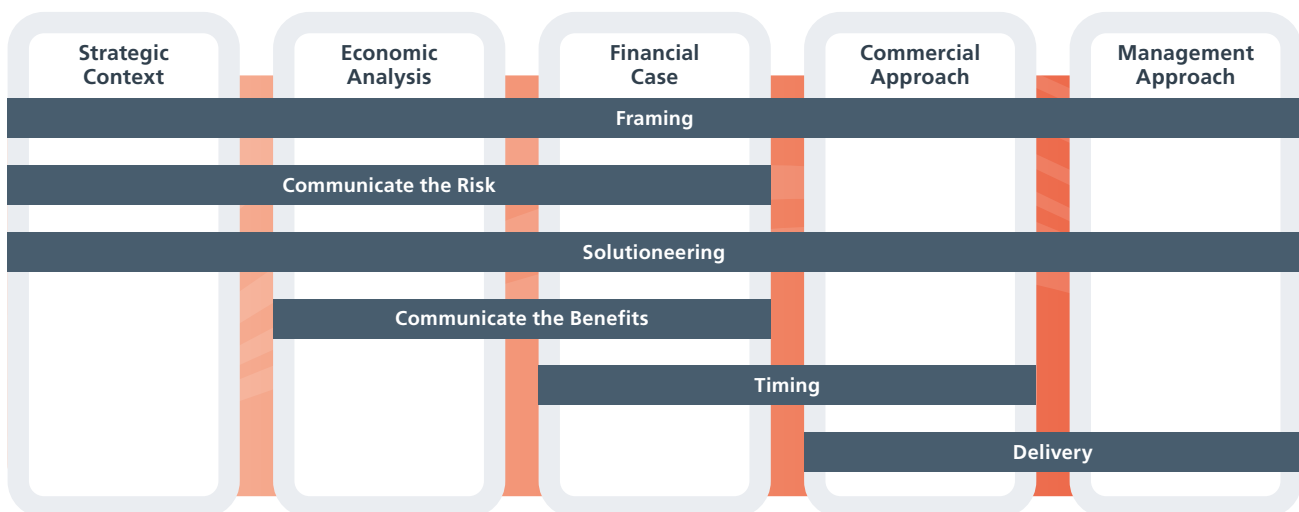 Strategic
Context
Economic
Analysis
Financial
Case
Commercial
Approach
Management
Approach
Framing
Communicate the Risk
Solutioneering
Communicate the Benefits
Timing
Delivery